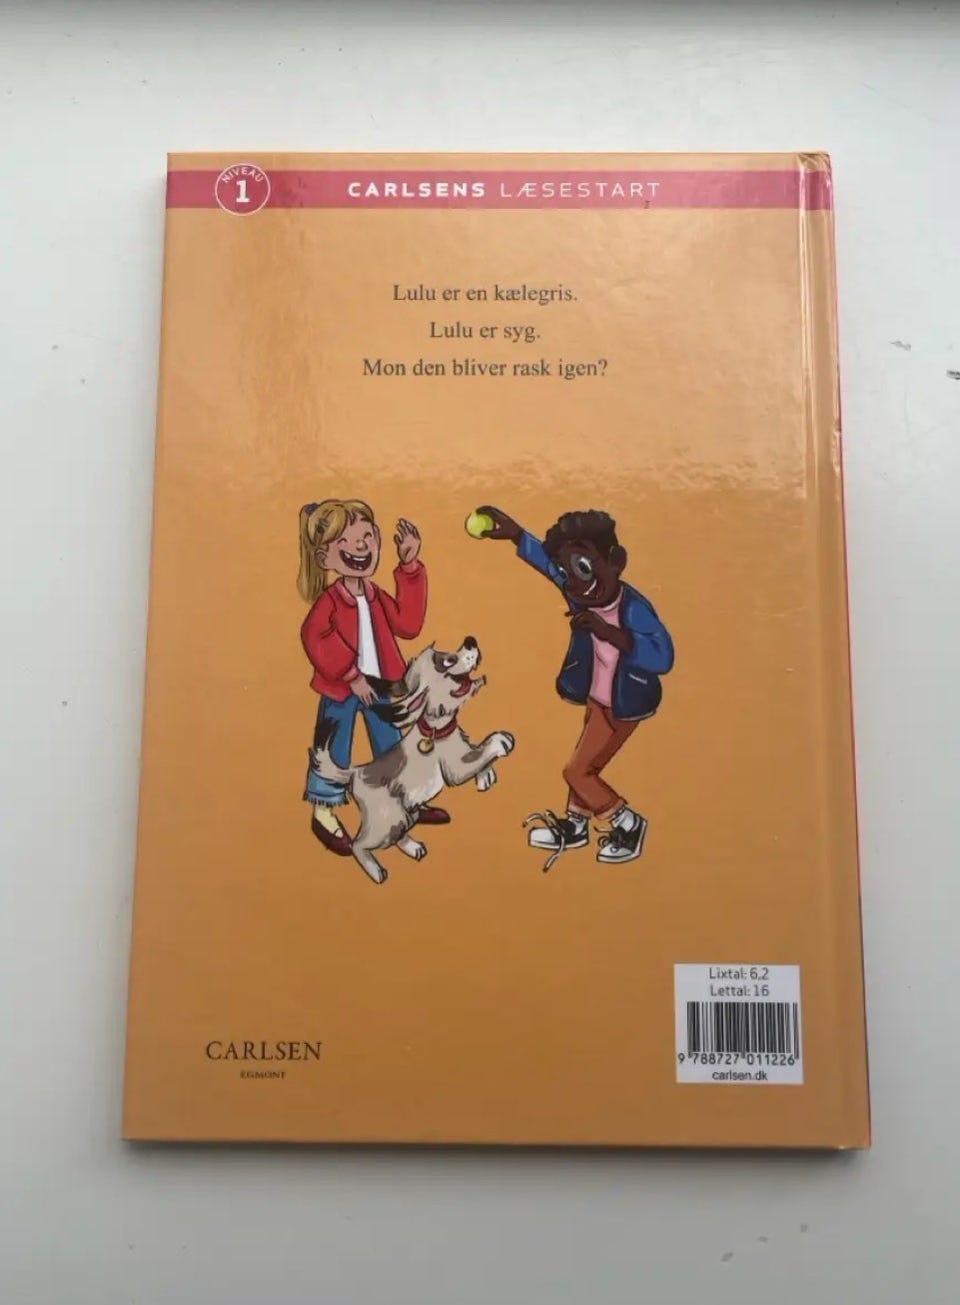 NIVEAU
1
CARLSENS LÆSESTART
Lulu er en kælegris.
Lulu er syg.
Mon den bliver rask igen?
Lixtal: 6,2
Lettal: 16
9 788727 011226
carlsen.dk
CARLSEN
EGMONT